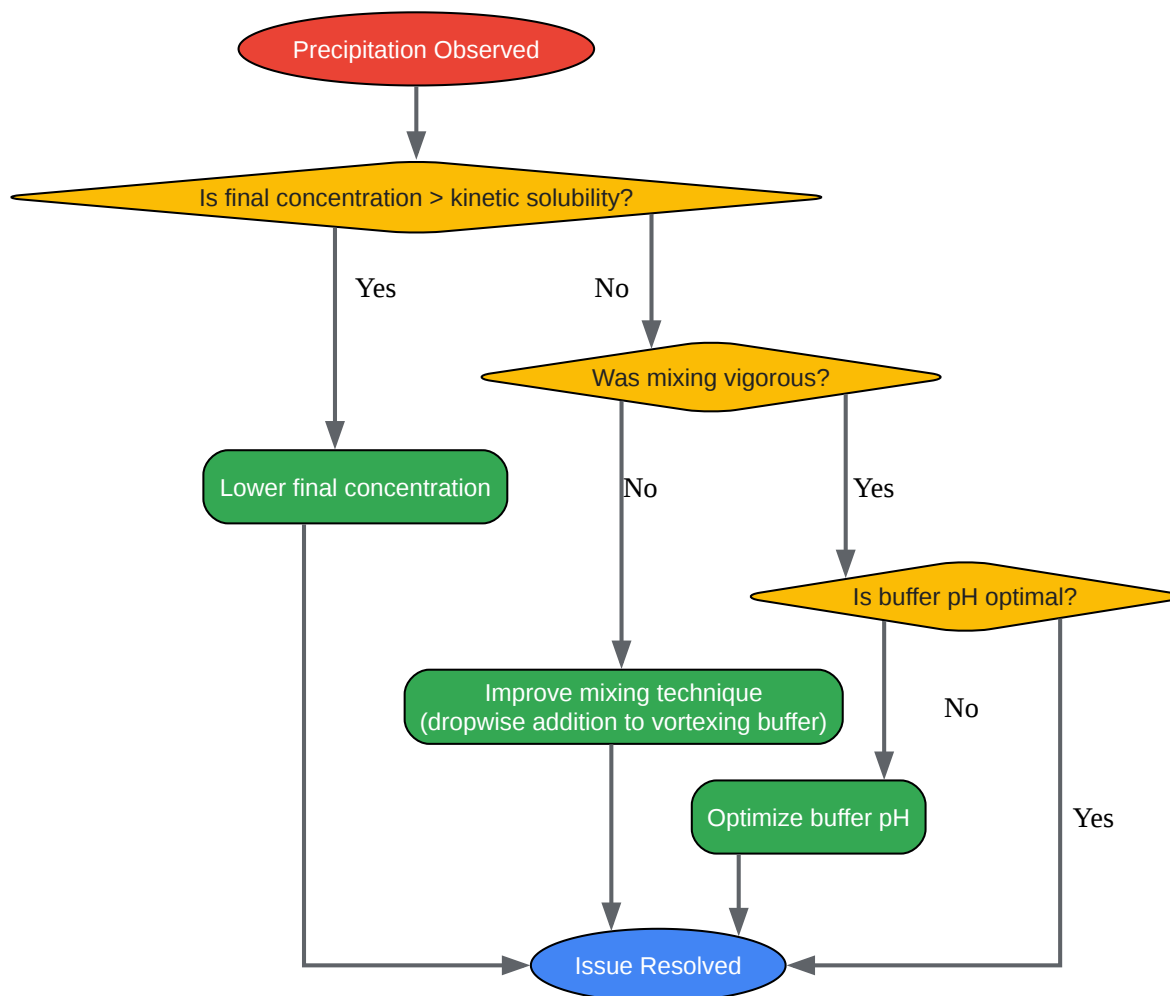 Precipitation Observed
Is final concentration > kinetic solubility?
Yes
No
Was mixing vigorous?
Lower final concentration
No
Yes
Is buffer pH optimal?
Improve mixing technique
(dropwise addition to vortexing buffer)
No
Optimize buffer pH
Yes
Issue Resolved